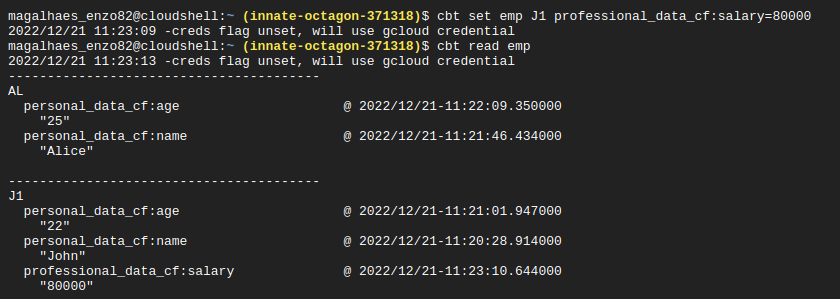 magalhaes_enzo82@cloudshell:~ (innate-octagon-371318)$ cbt set emp J1 professional_data_cf:salary=80000
2022/12/21 11:23:09 -creds flag unset, will use gcloud credential
magalhaes_enzo82@cloudshell:~ (innate-octagon-371318)$ cbt read emp
2022/12/21 11:23:13 -creds flag unset, will use gcloud credential
----------------------------------------
AL
  personal_data_cf:age                     @ 2022/12/21-11:22:09.350000
    "25"
  personal_data_cf:name                    @ 2022/12/21-11:21:46.434000
    "Alice"

----------------------------------------
J1
  personal_data_cf:age                     @ 2022/12/21-11:21:01.947000
    "22"
  personal_data_cf:name                    @ 2022/12/21-11:20:28.914000
    "John"
  professional_data_cf:salary              @ 2022/12/21-11:23:10.644000
    "80000"